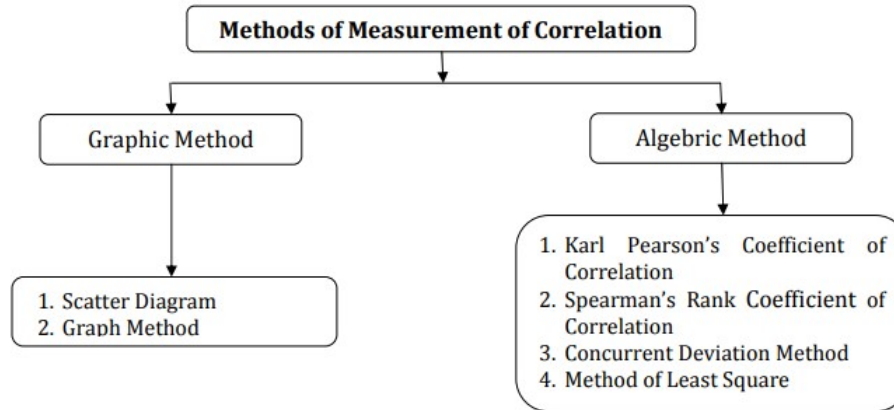 Methods of Measurement of Correlation
Graphic Method
Algebric Method
1. Scatter Diagram
2. Graph Method
1. Karl Pearson's Coefficient of
Correlation
2. Spearman's Rank Coefficient of
Correlation
3. Concurrent Deviation Method
4. Method of Least Square